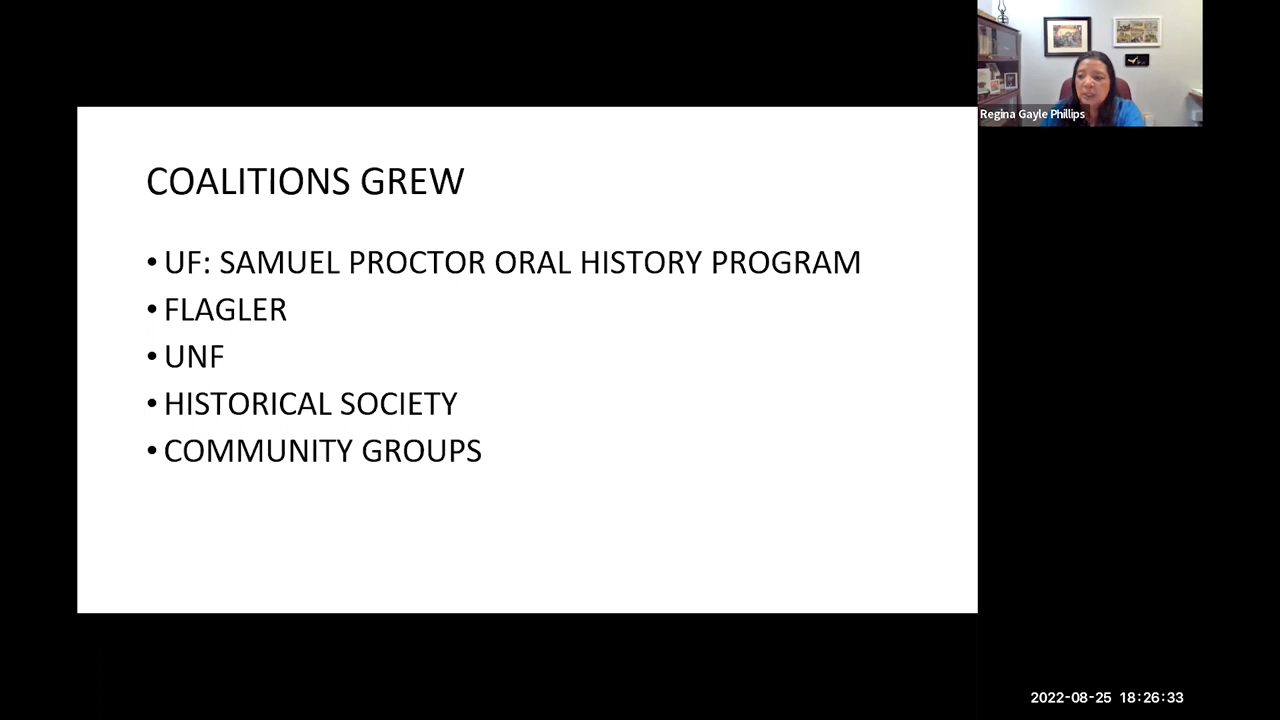 Regina Gayle Phillips
COALITIONS GREW
• UF: SAMUEL PROCTOR ORAL HISTORY PROGRAM
• FLAGLER
• UNF
• HISTORICAL SOCIETY
• COMMUNITY GROUPS
2022-08-25 18:26:33